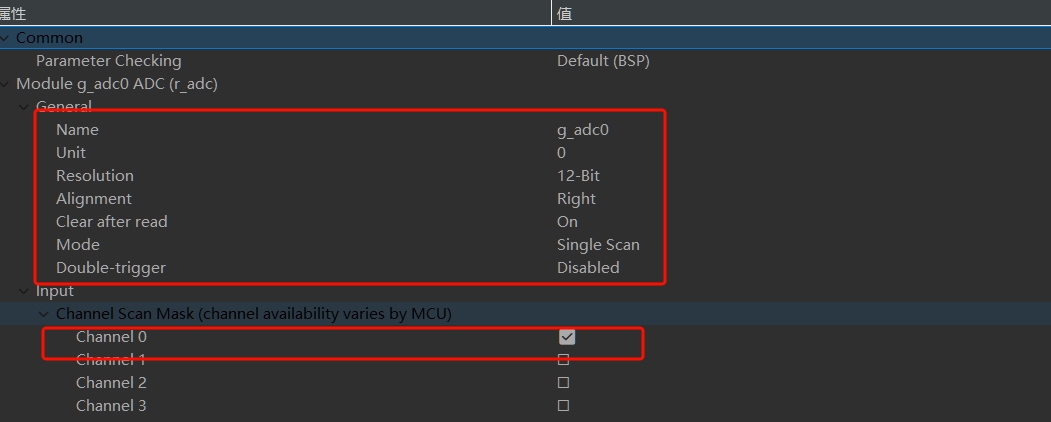 属性 值
Common
Parameter Checking Default (BSP)
Module g_adc0 ADC (r_adc)
General
Name g_adc0
Unit 0
Resolution 12-Bit
Alignment Right
Clear after read On
Mode Single Scan
Double-trigger Disabled
Input
Channel Scan Mask (channel availability varies by MCU)
Channel 0
Channel 1
Channel 2
Channel 3